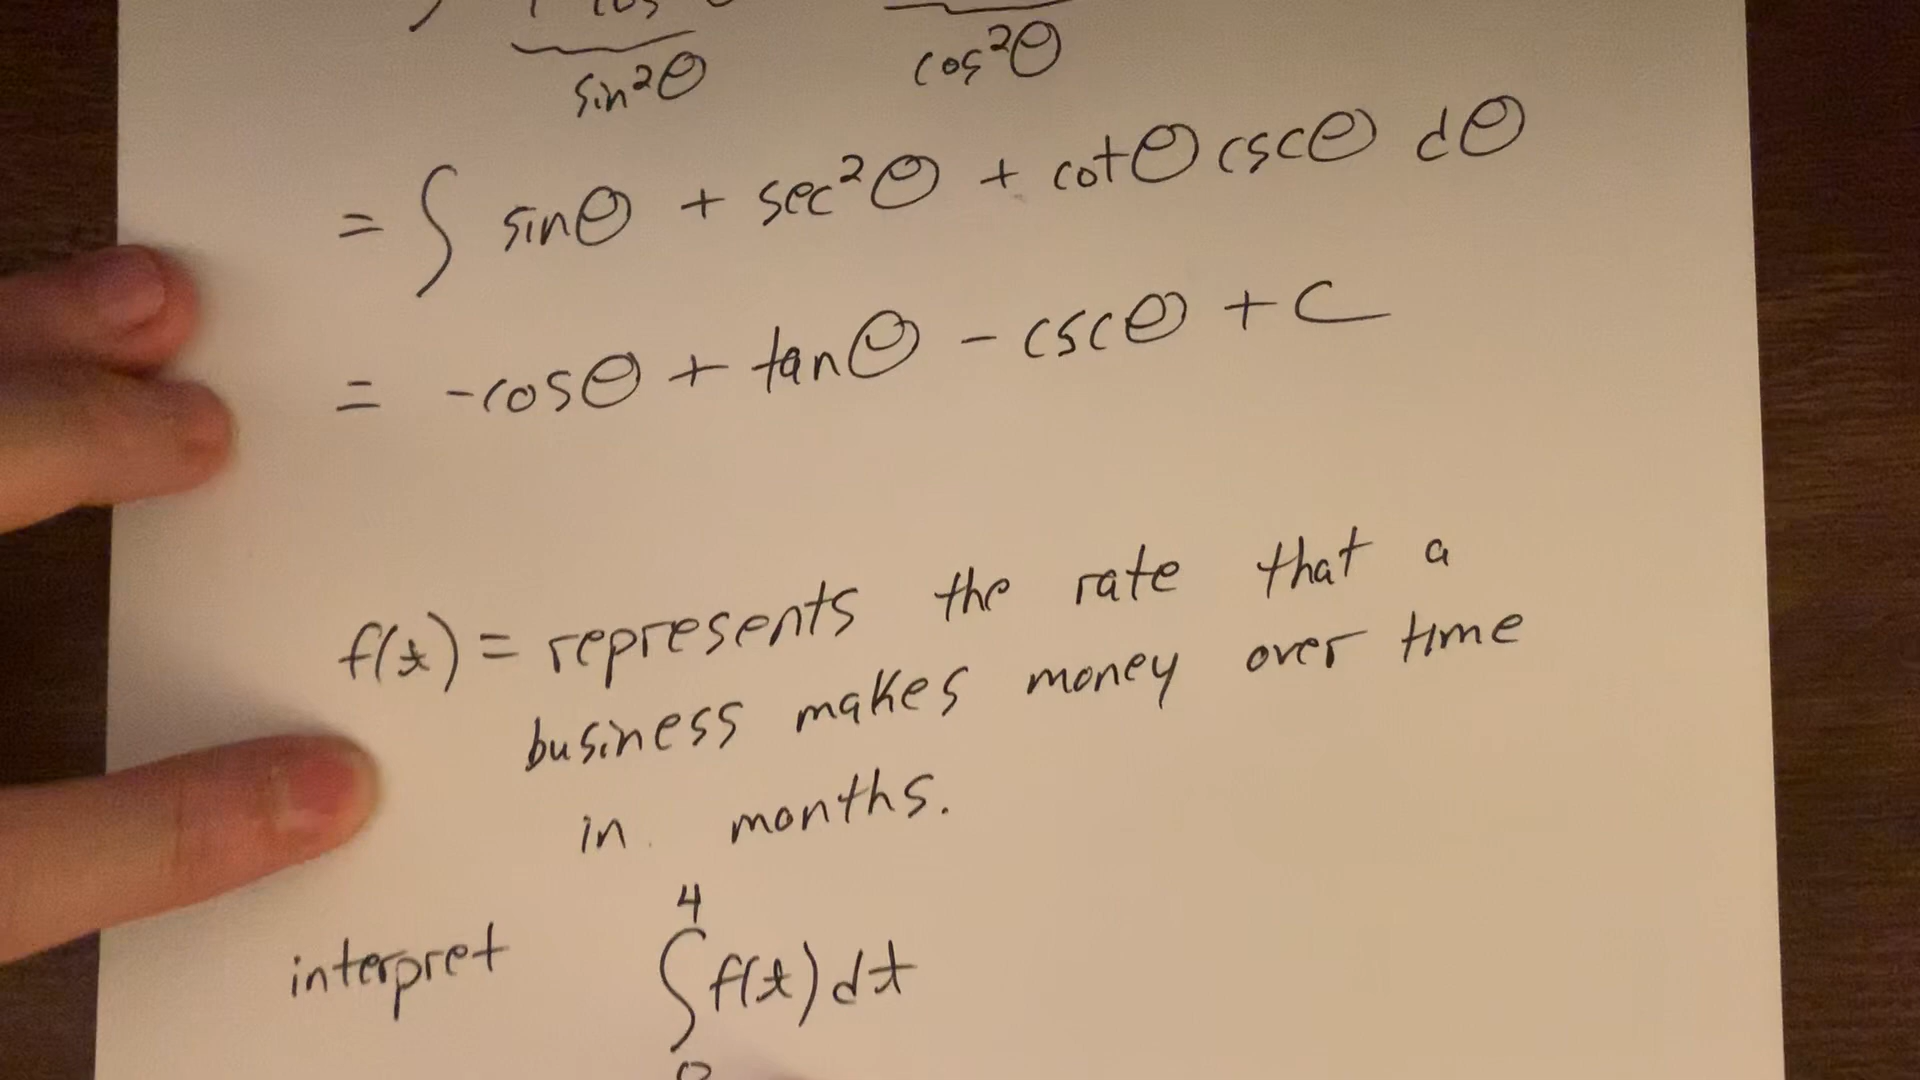 sin²θ cos²θ
= ∫ sinθ + sec²θ + cotθ cscθ dθ
= -cosθ + tanθ - cscθ + C
f(t) = represents the rate that a
business makes money over time
in months.
4
interpret ∫ f(t) dt